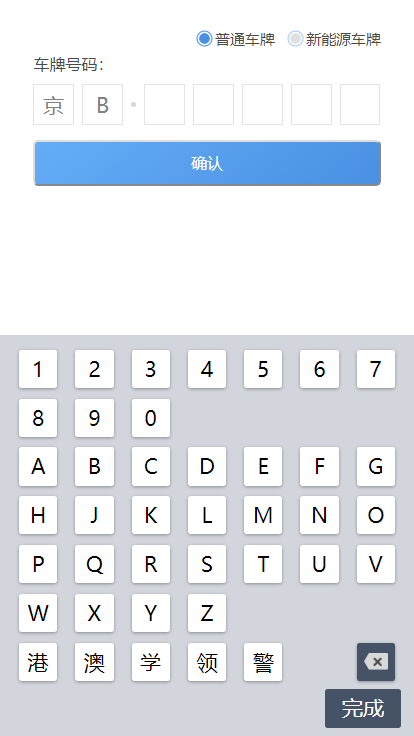 普通车牌 新能源车牌
车牌号码：
京 B
确认
1 2 3 4 5 6 7
8 9 0
A B C D E F G
H J K L M N O
P Q R S T U V
W X Y Z
港 澳 学 领 警
完成